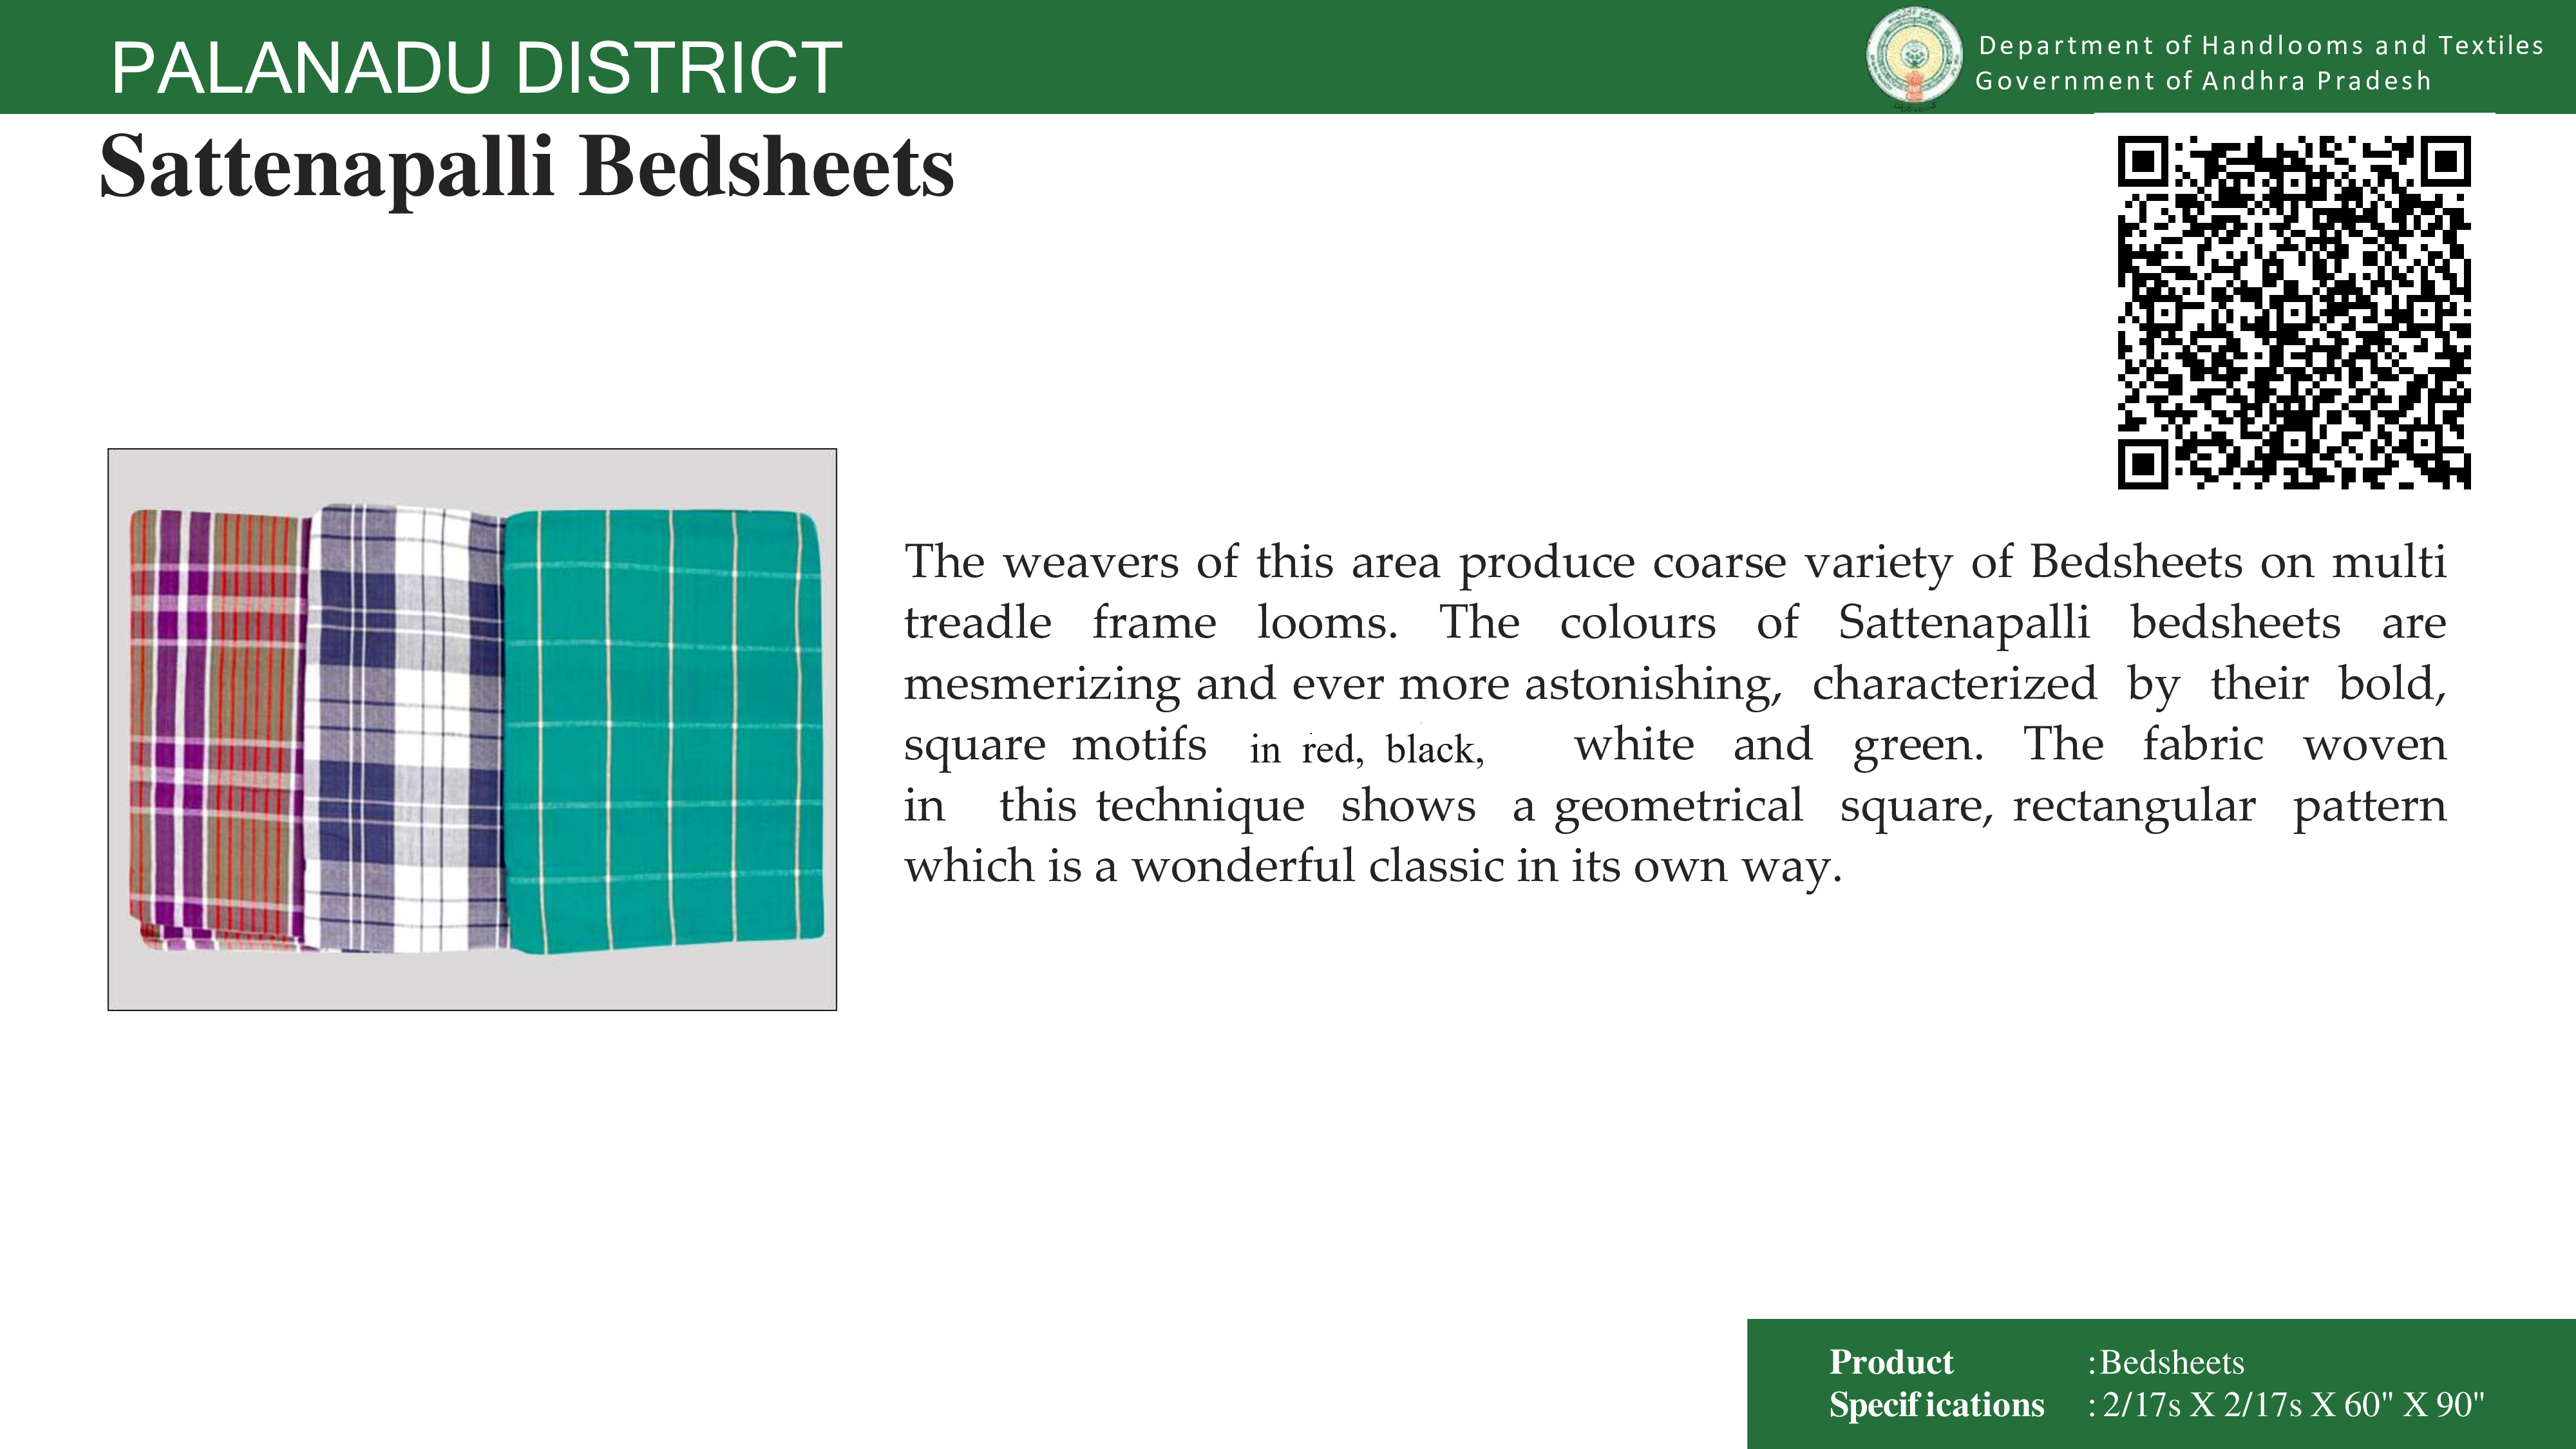 PALANADU DISTRICT
Department of Handlooms and Textiles
Government of Andhra Pradesh
Sattenapalli Bedsheets
The weavers of this area produce coarse variety of Bedsheets on multi
treadle frame looms. The colours of Sattenapalli bedsheets are
mesmerizing and ever more astonishing, characterized by their bold,
square motifs in red, black, white and green. The fabric woven
in this technique shows a geometrical square, rectangular pattern
which is a wonderful classic in its own way.
Product : Bedsheets
Specifications : 2/17s X 2/17s X 60" X 90"